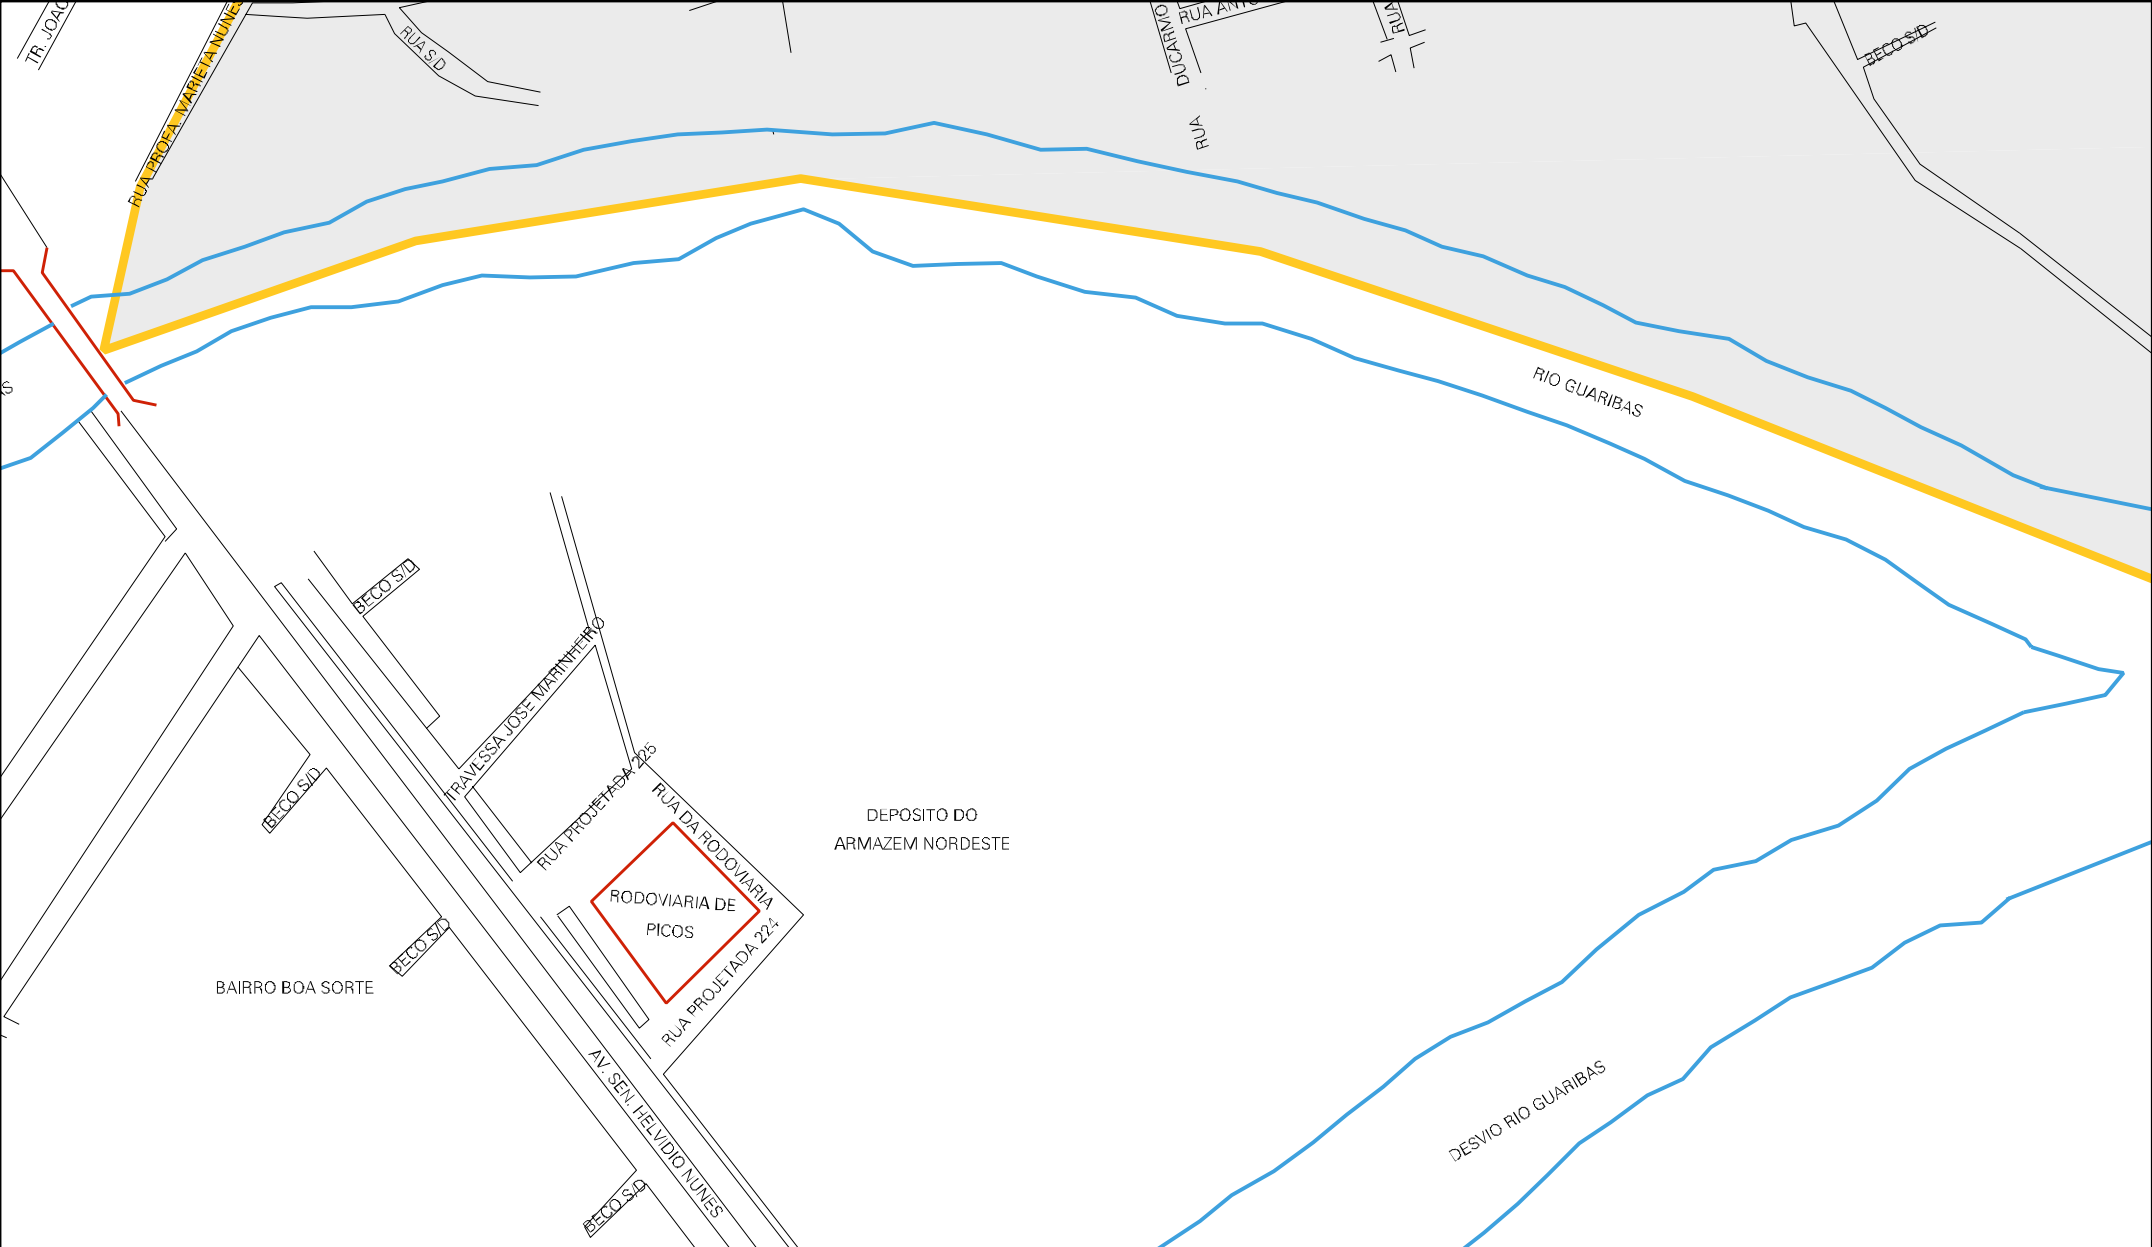 TR. JOAO
RUA PROFA. MARIETA NUNES
RUA S/D
DUCARMO
RUA
RUA
RUA
BECO S/D
RIO GUARIBAS
BECO S/D
TRAVESSA JOSE MARINHEIRO
RUA PROJETADA 225
RUA DA RODOVIARIA
DEPOSITO DO
ARMAZEM NORDESTE
BECO S/D
RODOVIARIA DE
PICOS
BECO S/D
RUA PROJETADA 224
BAIRRO BOA SORTE
AV. SEN. HELVIDIO NUNES
DESVIO RIO GUARIBAS
BECO S/D